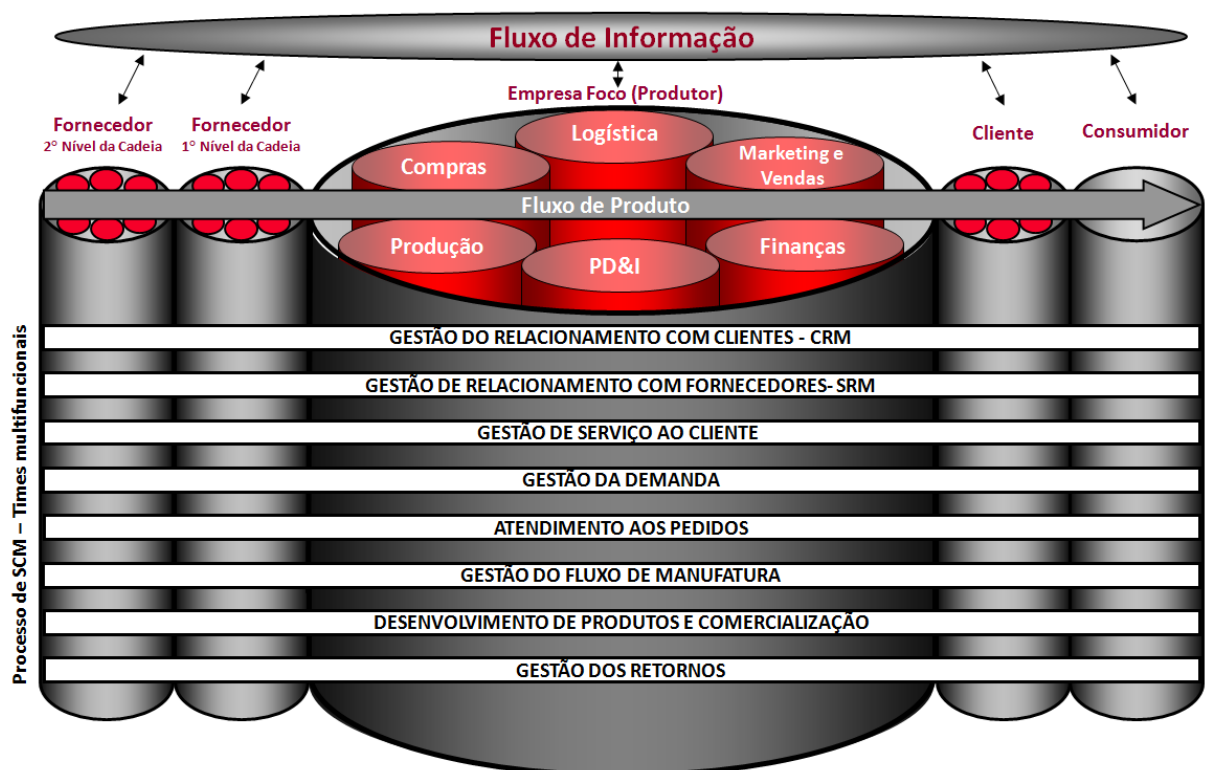 Fluxo de Informação
Empresa Foco (Produtor)
Fornecedor
2° Nível da Cadeia
Fornecedor
1° Nível da Cadeia
Logística
Cliente
Consumidor
Compras
Marketing e
Vendas
Fluxo de Produto
Produção
PD&I
Finanças
Processo de SCM – Times multifuncionais
GESTÃO DO RELACIONAMENTO COM CLIENTES - CRM
GESTÃO DE RELACIONAMENTO COM FORNECEDORES- SRM
GESTÃO DE SERVIÇO AO CLIENTE
GESTÃO DA DEMANDA
ATENDIMENTO AOS PEDIDOS
GESTÃO DO FLUXO DE MANUFATURA
DESENVOLVIMENTO DE PRODUTOS E COMERCIALIZAÇÃO
GESTÃO DOS RETORNOS